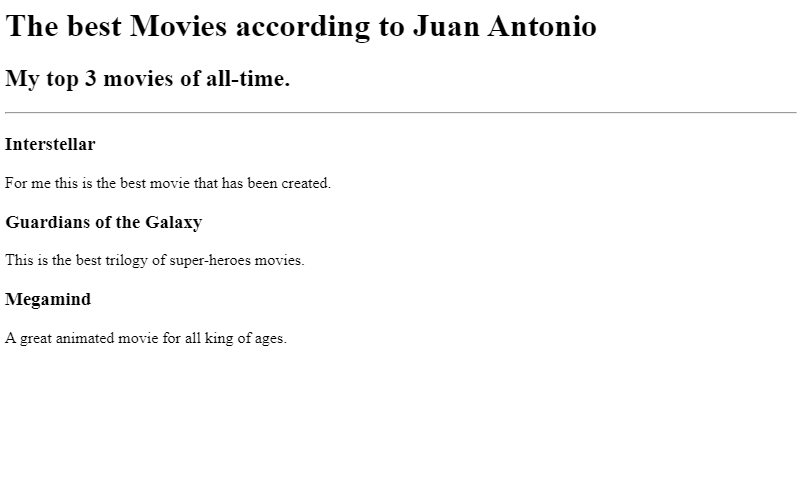 The best Movies according to Juan Antonio
My top 3 movies of all-time.
Interstellar
For me this is the best movie that has been created.
Guardians of the Galaxy
This is the best trilogy of super-heroes movies.
Megamind
A great animated movie for all king of ages.